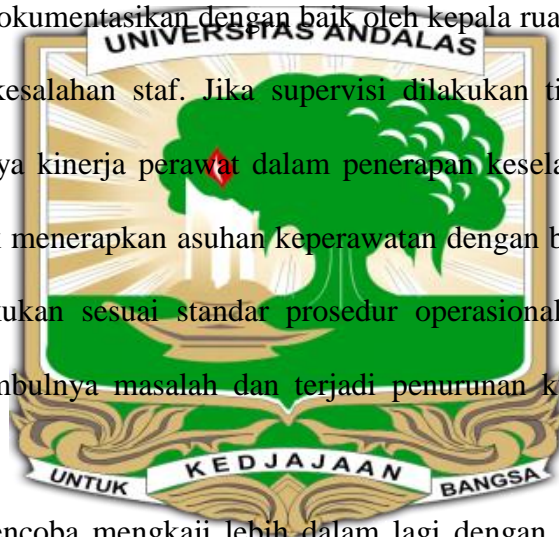 okumentasikan dengan baik oleh kepala rua
UNIVERSITAS ANDALAS
kesalahan staf. Jika supervisi dilakukan ti
ya kinerja perawat dalam penerapan kesela
menerapkan asuhan keperawatan dengan b
kukan sesuai standar prosedur operasional
mbulnya masalah dan terjadi penurunan k
UNTUK KEDJAJAAN BANGSA
encoba mengkaji lebih dalam lagi dengan